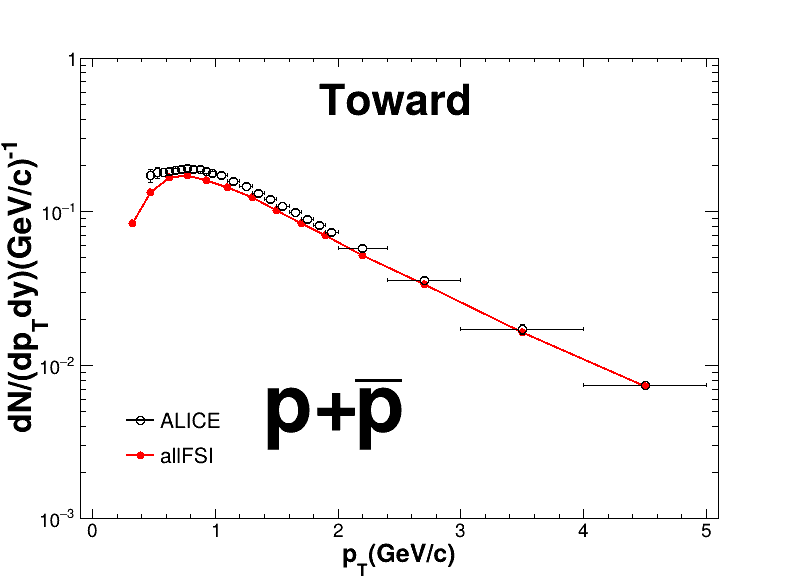 Toward
1
10⁻¹
10⁻²
10⁻³
dN/(dp_T dy)(GeV/c)⁻¹
p+p̅
ALICE
allFSI
0 1 2 3 4 5
p_T(GeV/c)